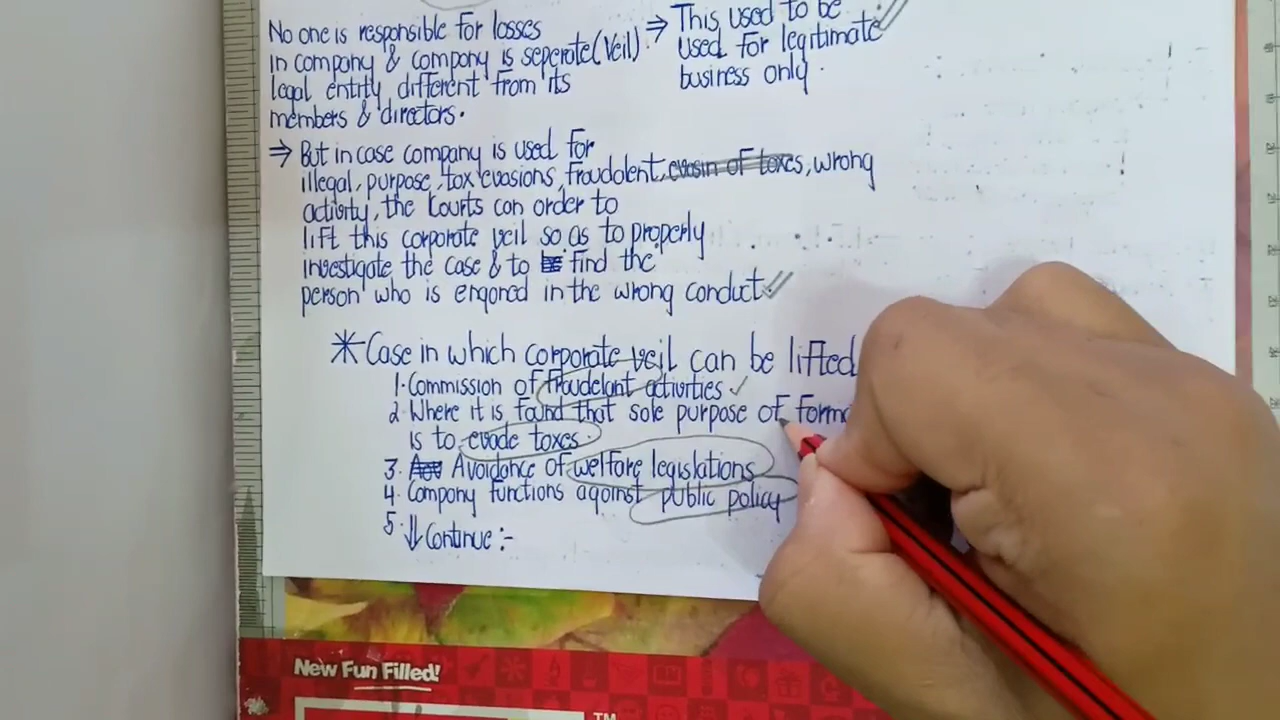 No one is responsible for losses
in company & company is seperate (Veil)
legal entity different from its
members & directors.
⇒ This used to be
used for legitimate
business only.
⇒ But in case company is used for
illegal, purpose, tax evasions, fraudolent, evasin of taxes, wrong
activity, the Courts can order to
lift this corporate veil so as to properly
investigate the case & to find the
person who is engored in the wrong conduct
* Case in which corporate veil can be lifted
1. Commission of fraudelant activities
2 Where it is found that sole purpose of forma
is to evade taxes.
3. Avoidance of welfare legislations
4. Company functions against public policy
5. ↓ Continue :-
New Fun Filled!
TM